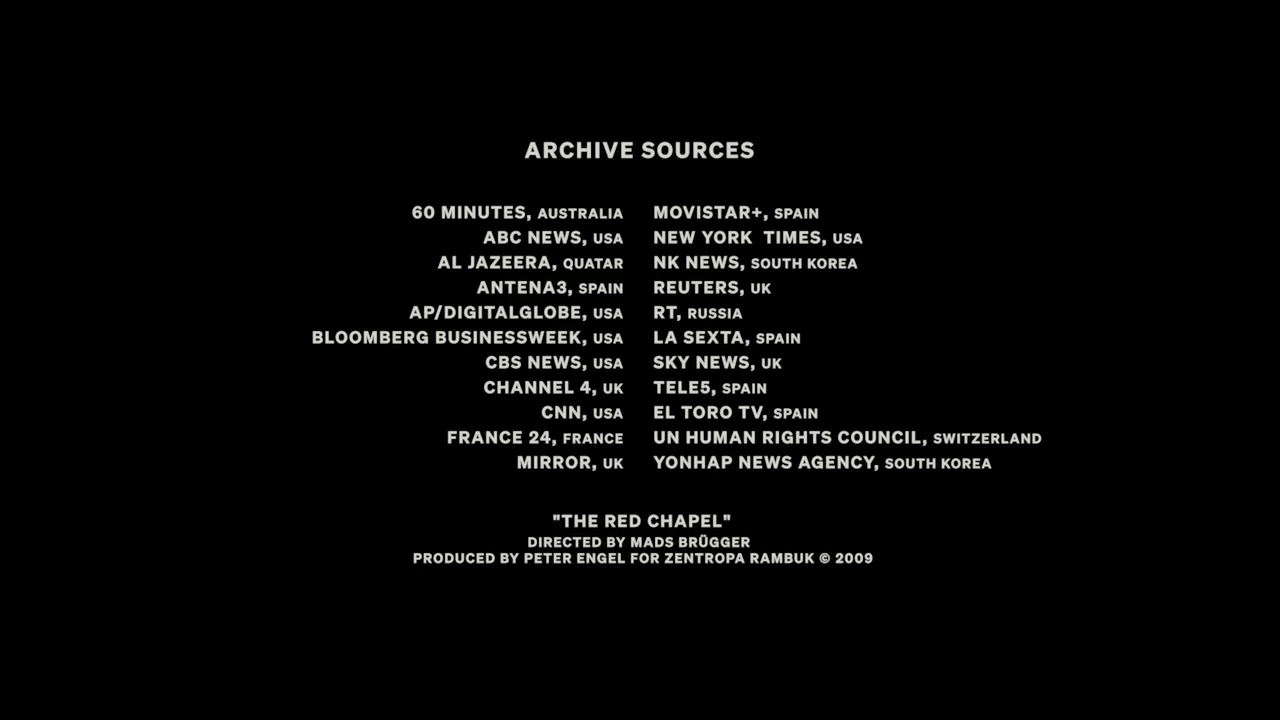 ARCHIVE SOURCES
60 MINUTES, AUSTRALIA
ABC NEWS, USA
AL JAZEERA, QUATAR
ANTENA3, SPAIN
AP/DIGITALGLOBE, USA
BLOOMBERG BUSINESSWEEK, USA
CBS NEWS, USA
CHANNEL 4, UK
CNN, USA
FRANCE 24, FRANCE
MIRROR, UK
MOVISTAR+, SPAIN
NEW YORK  TIMES, USA
NK NEWS, SOUTH KOREA
REUTERS, UK
RT, RUSSIA
LA SEXTA, SPAIN
SKY NEWS, UK
TELE5, SPAIN
EL TORO TV, SPAIN
UN HUMAN RIGHTS COUNCIL, SWITZERLAND
YONHAP NEWS AGENCY, SOUTH KOREA
"THE RED CHAPEL"
DIRECTED BY MADS BRÜGGER
PRODUCED BY PETER ENGEL FOR ZENTROPA RAMBUK © 2009